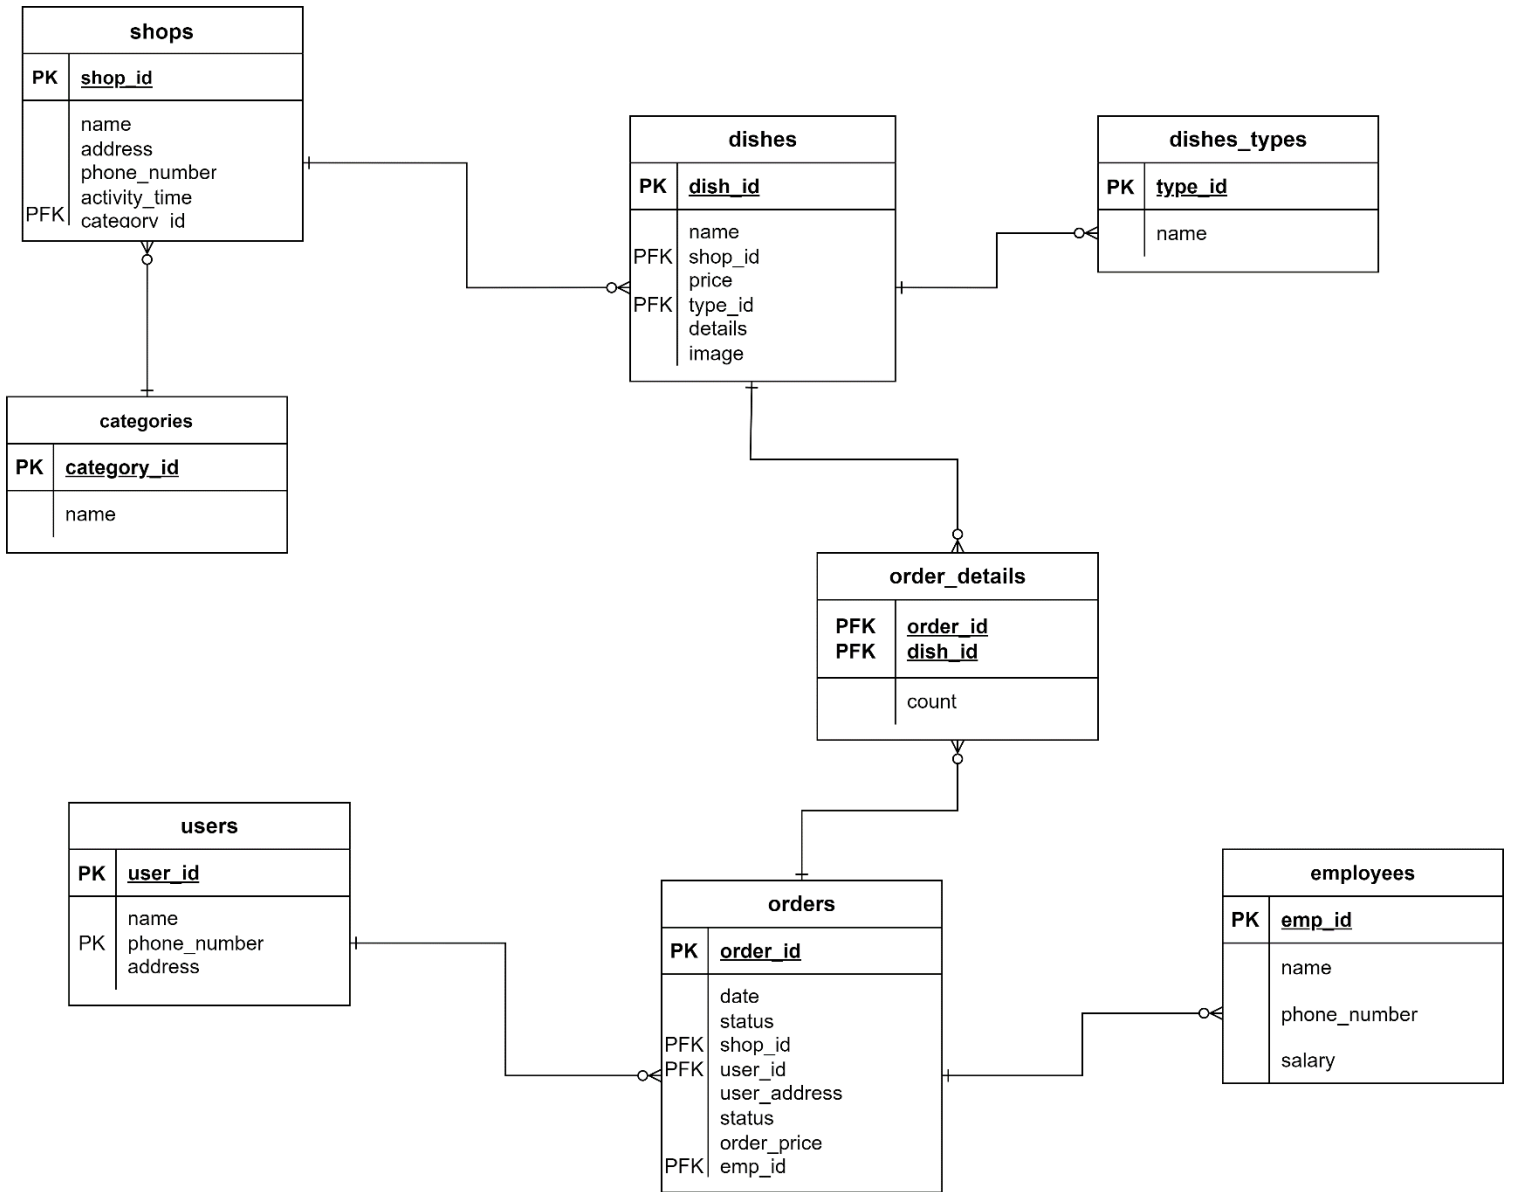 shops
PK shop_id
name
address
phone_number
activity_time
PFK category_id
dishes
PK dish_id
name
PFK shop_id
price
PFK type_id
details
image
dishes_types
PK type_id
name
categories
PK category_id
name
order_details
PFK order_id
PFK dish_id
count
users
PK user_id
name
PK phone_number
address
orders
PK order_id
date
status
PFK shop_id
PFK user_id
user_address
status
order_price
PFK emp_id
employees
PK emp_id
name
phone_number
salary